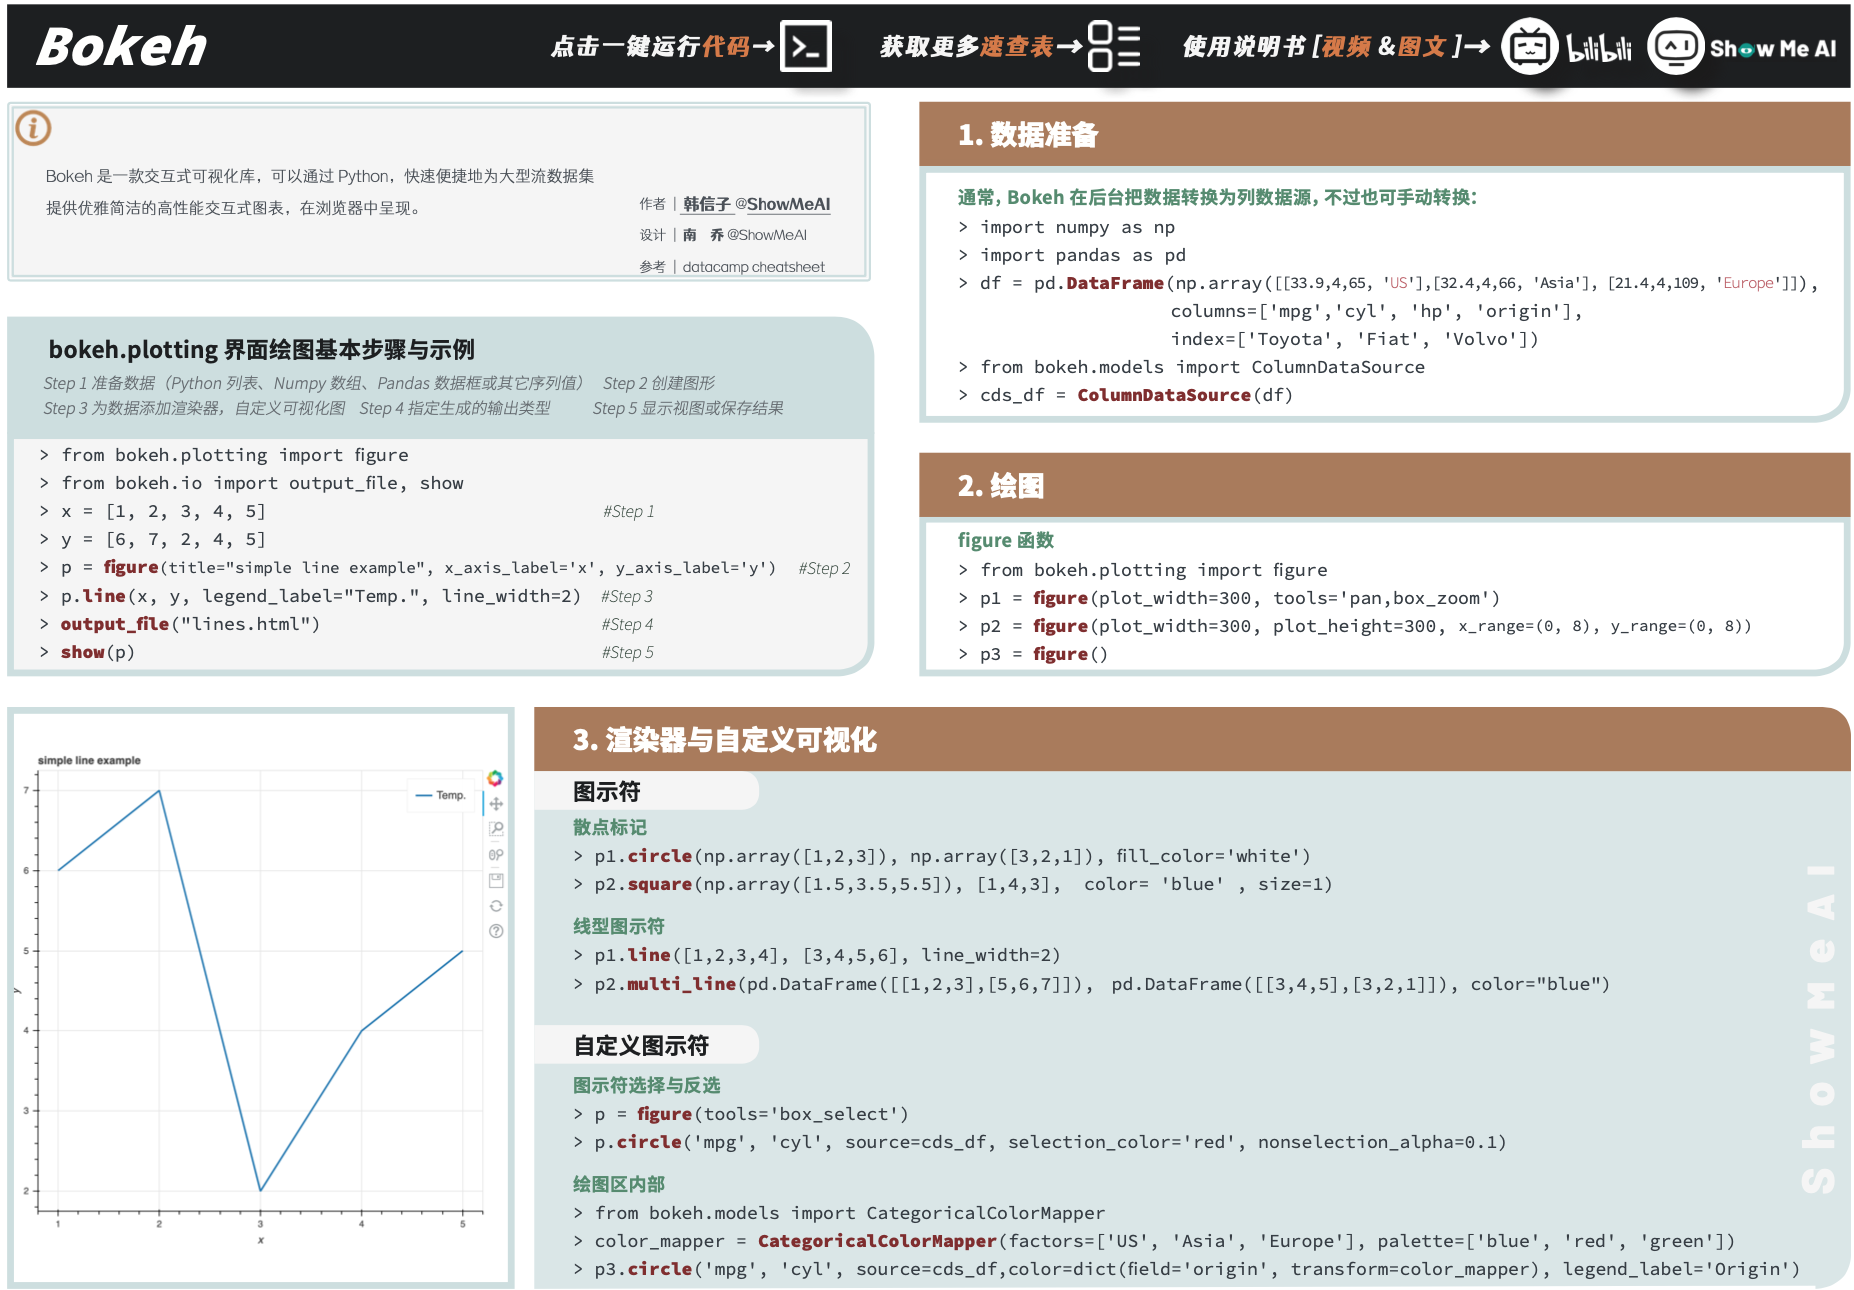 Bokeh
点击一键运行代码→
获取更多速查表→
使用说明书 [视频 &图文 ]→
bilibili
Show Me AI
Bokeh 是一款交互式可视化库，可以通过 Python，快速便捷地为大型流数据集
提供优雅简洁的高性能交互式图表，在浏览器中呈现。
作者 | 韩信子 @ShowMeAI
设计 | 南 乔 @ShowMeAI
参考 | datacamp cheatsheet
bokeh.plotting 界面绘图基本步骤与示例
Step 1 准备数据（Python 列表、Numpy 数组、Pandas 数据框或其它序列值） Step 2 创建图形
Step 3 为数据添加渲染器，自定义可视化图 Step 4 指定生成的输出类型 Step 5 显示视图或保存结果
> from bokeh.plotting import figure
> from bokeh.io import output_file, show
> x = [1, 2, 3, 4, 5] #Step 1
> y = [6, 7, 2, 4, 5]
> p = figure(title="simple line example", x_axis_label='x', y_axis_label='y') #Step 2
> p.line(x, y, legend_label="Temp.", line_width=2) #Step 3
> output_file("lines.html") #Step 4
> show(p) #Step 5
1. 数据准备
通常, Bokeh 在后台把数据转换为列数据源, 不过也可手动转换:
> import numpy as np
> import pandas as pd
> df = pd.DataFrame(np.array([[33.9,4,65, 'US'],[32.4,4,66, 'Asia'], [21.4,4,109, 'Europe']]),
columns=['mpg','cyl', 'hp', 'origin'],
index=['Toyota', 'Fiat', 'Volvo'])
> from bokeh.models import ColumnDataSource
> cds_df = ColumnDataSource(df)
2. 绘图
figure 函数
> from bokeh.plotting import figure
> p1 = figure(plot_width=300, tools='pan,box_zoom')
> p2 = figure(plot_width=300, plot_height=300, x_range=(0, 8), y_range=(0, 8))
> p3 = figure()
simple line example
Temp.
7
6
5
4
3
2
y
1 2 3 4 5
x
3. 渲染器与自定义可视化
图示符
散点标记
> p1.circle(np.array([1,2,3]), np.array([3,2,1]), fill_color='white')
> p2.square(np.array([1.5,3.5,5.5]), [1,4,3], color= 'blue' , size=1)
线型图示符
> p1.line([1,2,3,4], [3,4,5,6], line_width=2)
> p2.multi_line(pd.DataFrame([[1,2,3],[5,6,7]]), pd.DataFrame([[3,4,5],[3,2,1]]), color="blue")
自定义图示符
图示符选择与反选
> p = figure(tools='box_select')
> p.circle('mpg', 'cyl', source=cds_df, selection_color='red', nonselection_alpha=0.1)
绘图区内部
> from bokeh.models import CategoricalColorMapper
> color_mapper = CategoricalColorMapper(factors=['US', 'Asia', 'Europe'], palette=['blue', 'red', 'green'])
> p3.circle('mpg', 'cyl', source=cds_df,color=dict(field='origin', transform=color_mapper), legend_label='Origin')
ShowMeAI